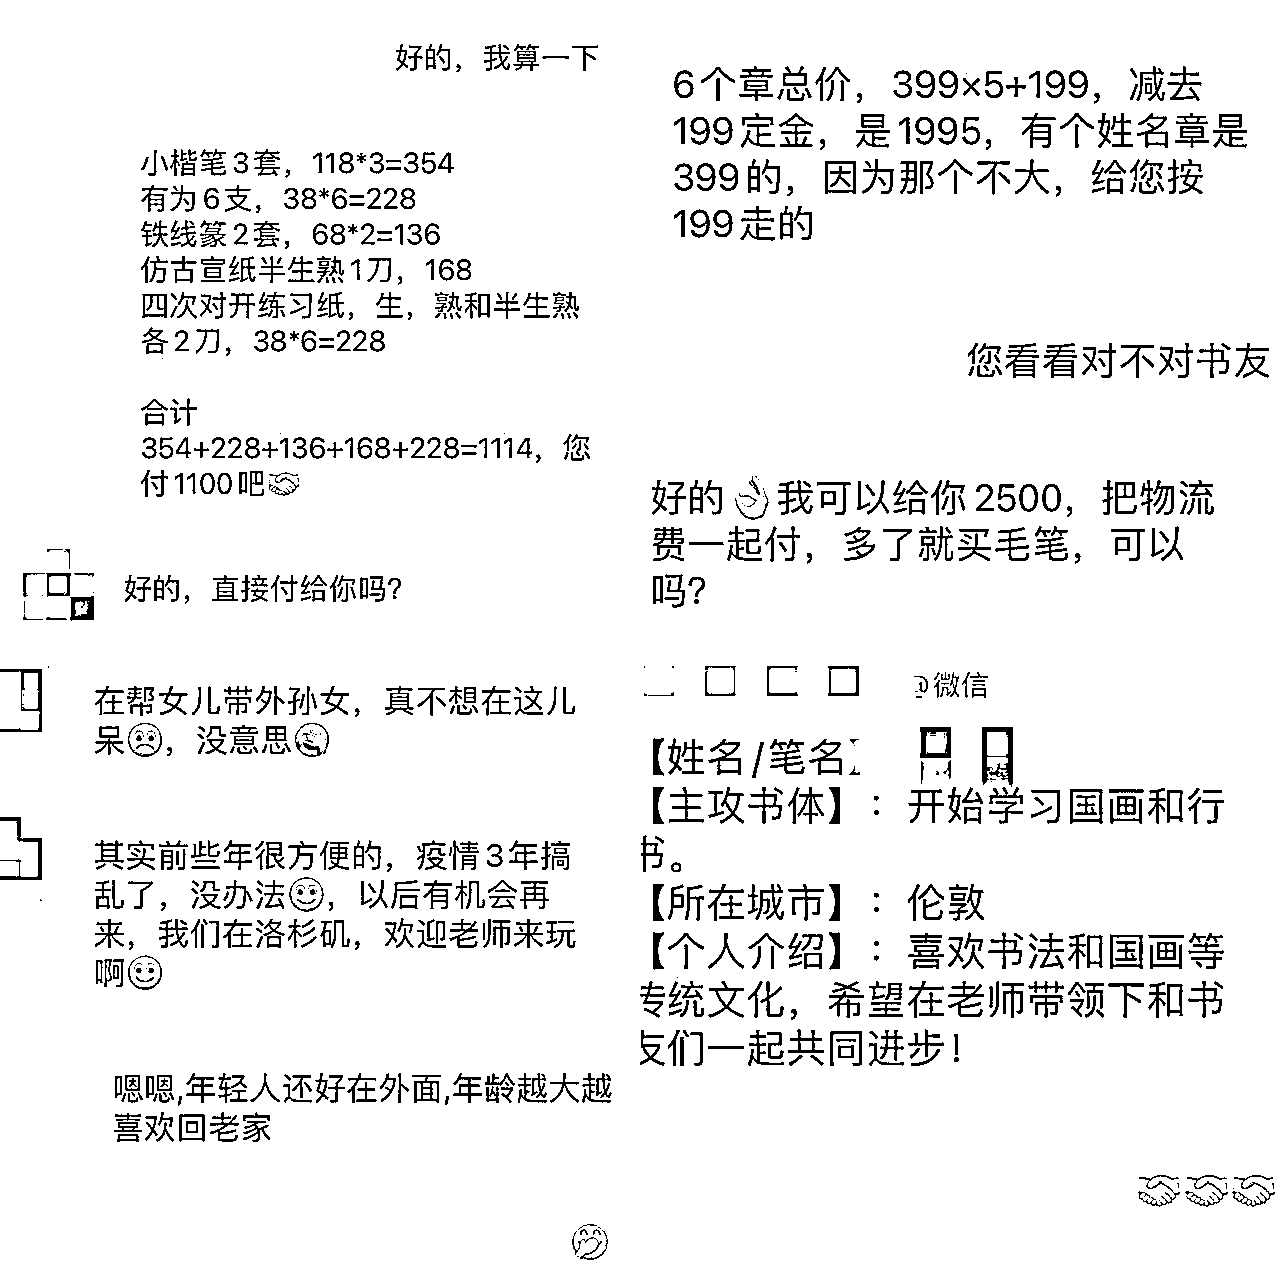 好的，我算一下
小楷笔3套，118*3=354
有为6支，38*6=228
铁线篆2套，68*2=136
仿古宣纸半生熟1刀，168
四次对开练习纸，生，熟和半生熟
各2刀，38*6=228
合计
354+228+136+168+228=1114，您
付1100吧🤝
好的，直接付给你吗？
6个章总价，399×5+199，减去
199定金，是1995，有个姓名章是
399的，因为那个不大，给您按
199走的
您看看对不对书友
好的👌我可以给你2500，把物流
费一起付，多了就买毛笔，可以
吗？
在帮女儿带外孙女，真不想在这儿
呆☹️，没意思
其实前些年很方便的，疫情3年搞
乱了，没办法🙂，以后有机会再
来，我们在洛杉矶，欢迎老师来玩
啊🙂
嗯嗯,年轻人还好在外面,年龄越大越
喜欢回老家
🤭
@微信
【姓名/笔名】
【主攻书体】：开始学习国画和行
书。
【所在城市】：伦敦
【个人介绍】：喜欢书法和国画等
传统文化，希望在老师带领下和书
友们一起共同进步！
🤝🤝🤝